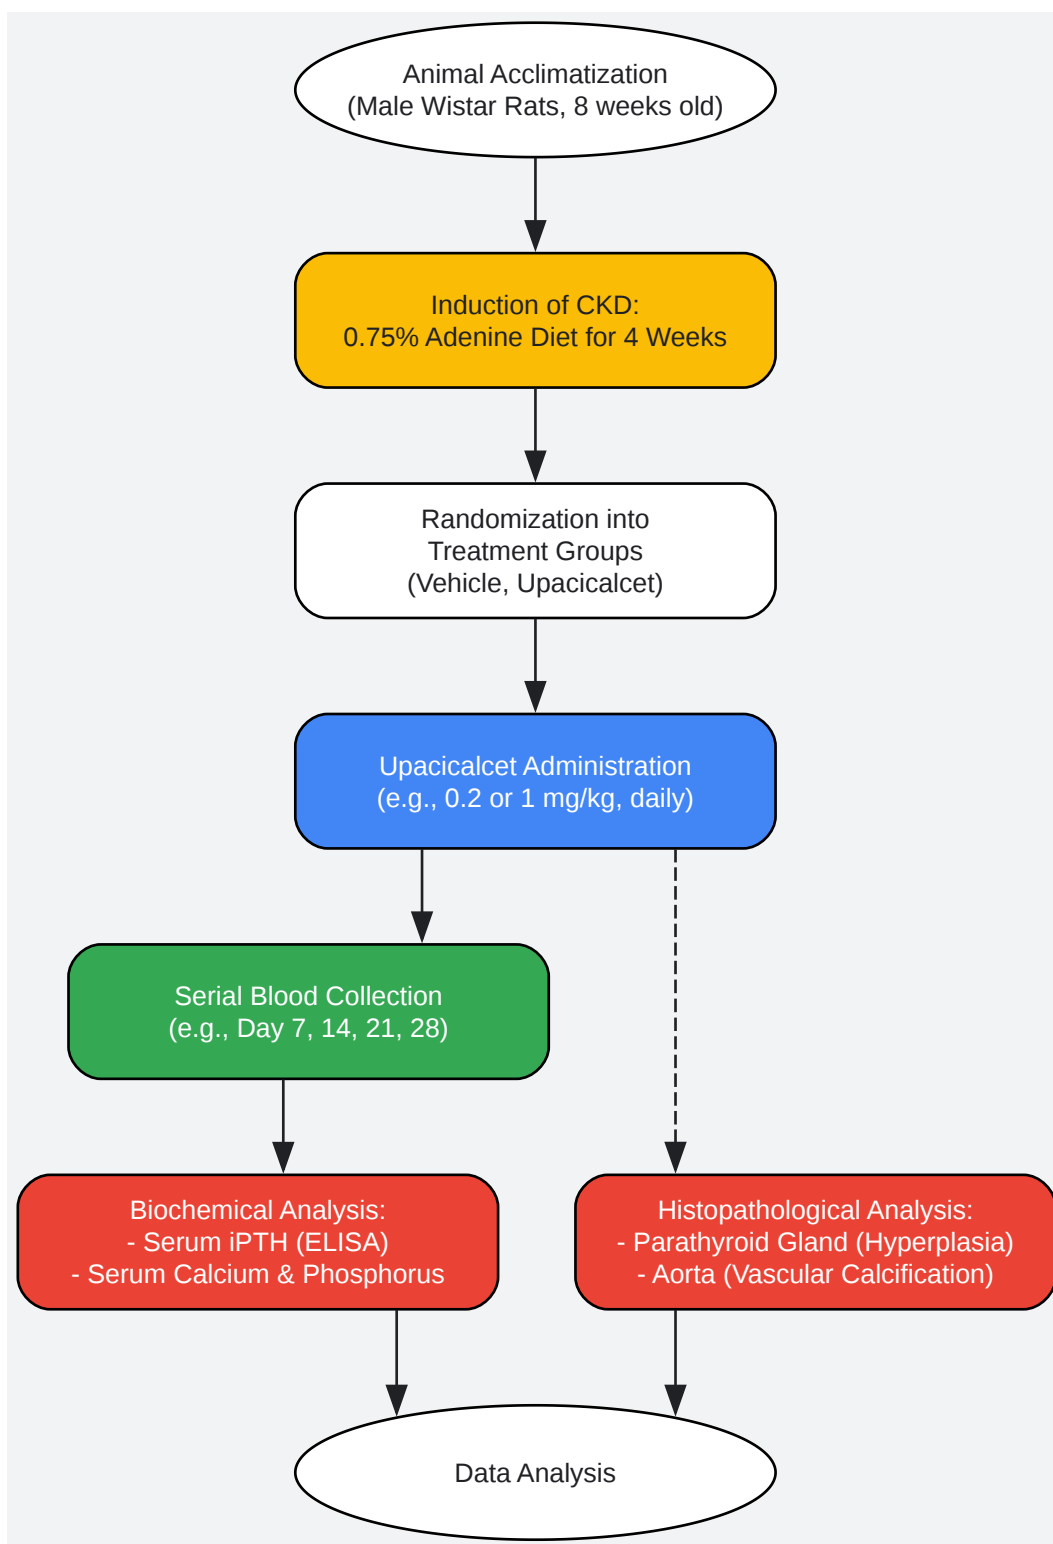 Animal Acclimatization
(Male Wistar Rats, 8 weeks old)
Induction of CKD:
0.75% Adenine Diet for 4 Weeks
Randomization into
Treatment Groups
(Vehicle, Upacicalcet)
Upacicalcet Administration
(e.g., 0.2 or 1 mg/kg, daily)
Serial Blood Collection
(e.g., Day 7, 14, 21, 28)
Biochemical Analysis:
- Serum iPTH (ELISA)
- Serum Calcium & Phosphorus
Histopathological Analysis:
- Parathyroid Gland (Hyperplasia)
- Aorta (Vascular Calcification)
Data Analysis